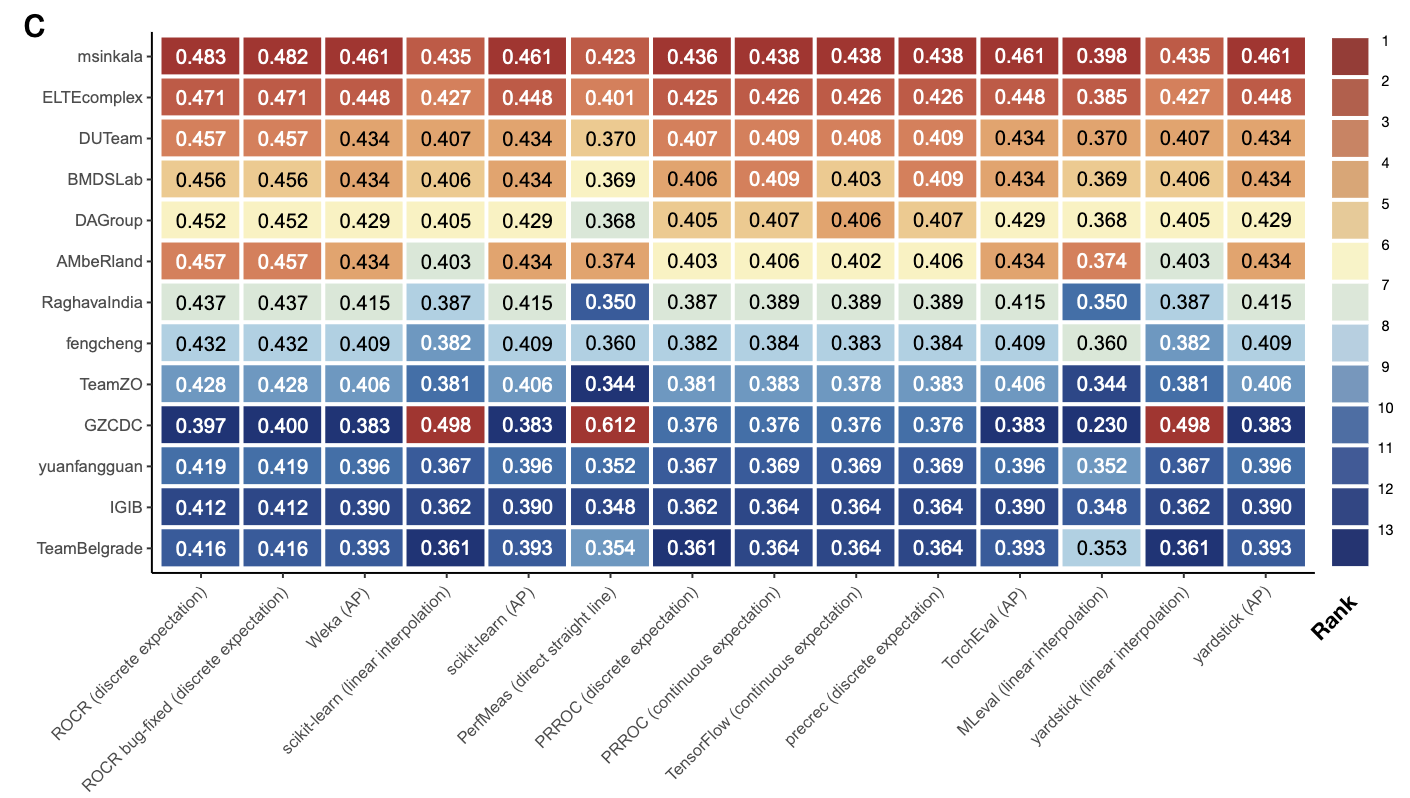 C
msinkala 0.483 0.482 0.461 0.435 0.461 0.423 0.436 0.438 0.438 0.438 0.461 0.398 0.435 0.461
ELTEcomplex 0.471 0.471 0.448 0.427 0.448 0.401 0.425 0.426 0.426 0.426 0.448 0.385 0.427 0.448
DUTeam 0.457 0.457 0.434 0.407 0.434 0.370 0.407 0.409 0.408 0.409 0.434 0.370 0.407 0.434
BMDSLab 0.456 0.456 0.434 0.406 0.434 0.369 0.406 0.409 0.403 0.409 0.434 0.369 0.406 0.434
DAGroup 0.452 0.452 0.429 0.405 0.429 0.368 0.405 0.407 0.406 0.407 0.429 0.368 0.405 0.429
AMbeRland 0.457 0.457 0.434 0.403 0.434 0.374 0.403 0.406 0.402 0.406 0.434 0.374 0.403 0.434
RaghavaIndia 0.437 0.437 0.415 0.387 0.415 0.350 0.387 0.389 0.389 0.389 0.415 0.350 0.387 0.415
fengcheng 0.432 0.432 0.409 0.382 0.409 0.360 0.382 0.384 0.383 0.384 0.409 0.360 0.382 0.409
TeamZO 0.428 0.428 0.406 0.381 0.406 0.344 0.381 0.383 0.378 0.383 0.406 0.344 0.381 0.406
GZCDC 0.397 0.400 0.383 0.498 0.383 0.612 0.376 0.376 0.376 0.376 0.383 0.230 0.498 0.383
yuanfangguan 0.419 0.419 0.396 0.367 0.396 0.352 0.367 0.369 0.369 0.369 0.396 0.352 0.367 0.396
IGIB 0.412 0.412 0.390 0.362 0.390 0.348 0.362 0.364 0.364 0.364 0.390 0.348 0.362 0.390
TeamBelgrade 0.416 0.416 0.393 0.361 0.393 0.354 0.361 0.364 0.364 0.364 0.393 0.353 0.361 0.393
ROCR (discrete expectation)
ROCR bug-fixed (discrete expectation)
Weka (AP)
scikit-learn (linear interpolation)
scikit-learn (AP)
PerfMeas (direct straight line)
PRROC (discrete expectation)
PRROC (continuous expectation)
TensorFlow (continuous expectation)
precrec (discrete expectation)
TorchEval (AP)
MLeval (linear interpolation)
yardstick (linear interpolation)
yardstick (AP)
1
2
3
4
5
6
7
8
9
10
11
12
13
Rank